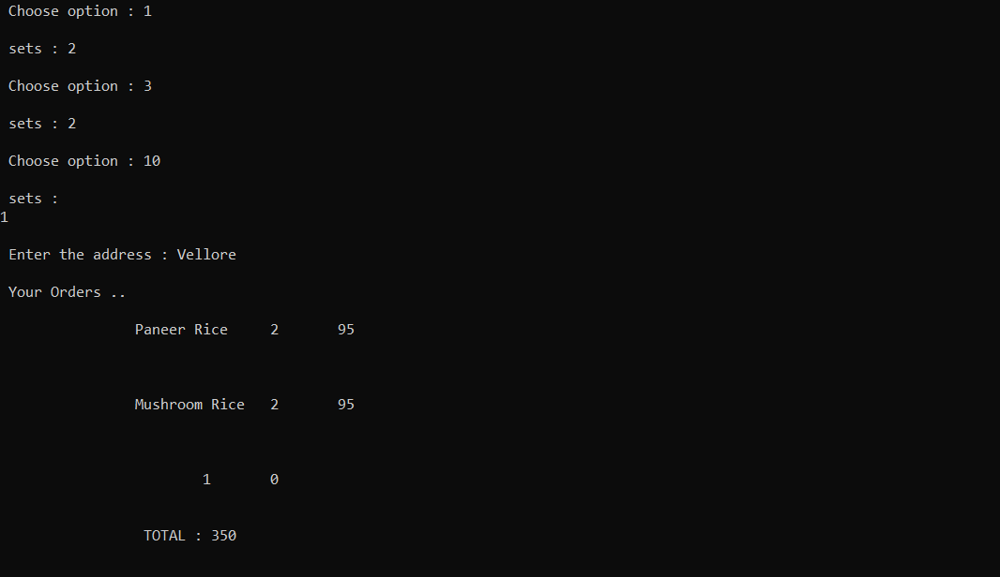 Choose option : 1
sets : 2
Choose option : 3
sets : 2
Choose option : 10
sets :
1
Enter the address : Vellore
Your Orders ..
Paneer Rice 2 95
Mushroom Rice 2 95
1 0
TOTAL : 350